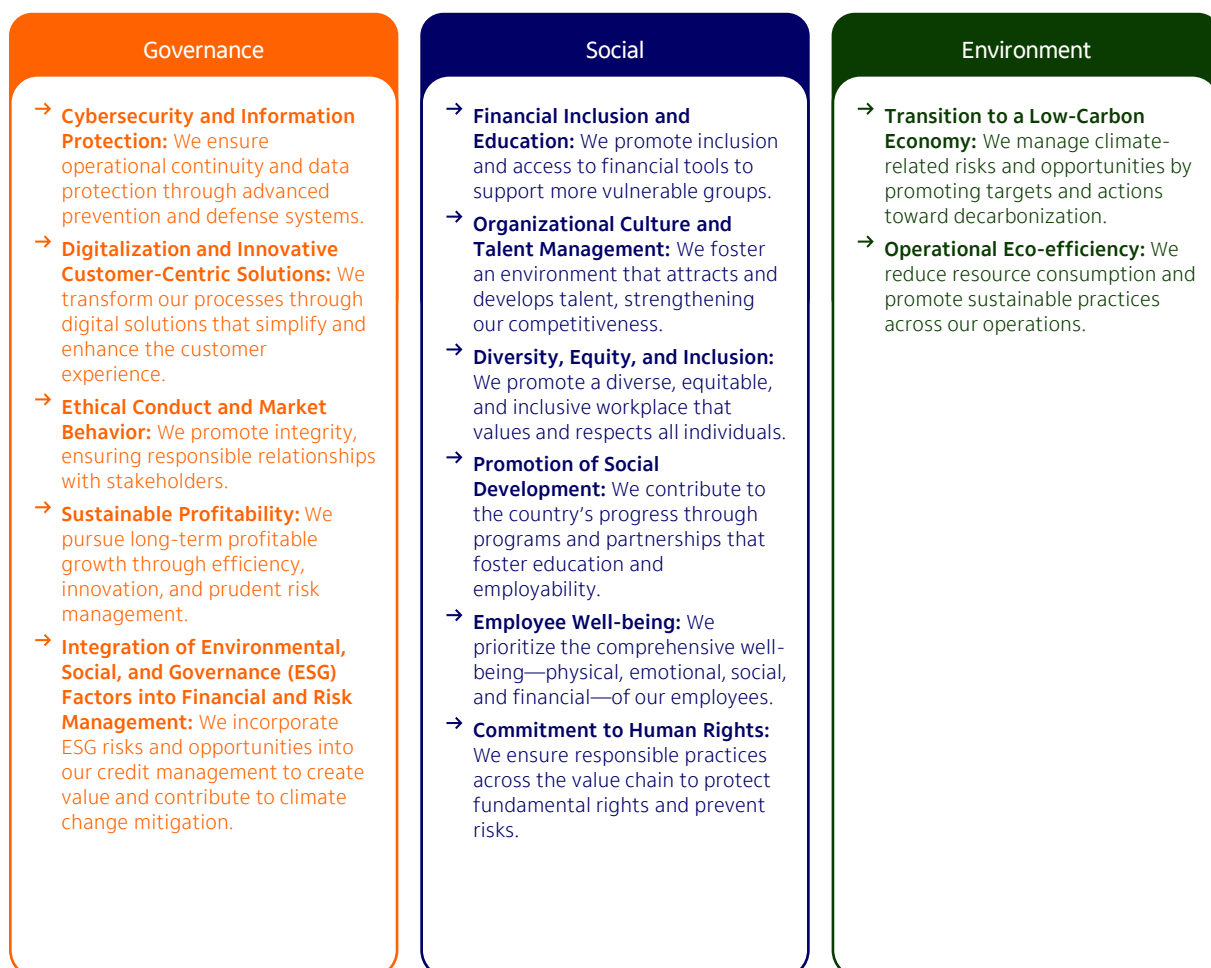 Governance
→ Cybersecurity and Information
Protection: We ensure
operational continuity and data
protection through advanced
prevention and defense systems.
→ Digitalization and Innovative
Customer-Centric Solutions: We
transform our processes through
digital solutions that simplify and
enhance the customer
experience.
→ Ethical Conduct and Market
Behavior: We promote integrity,
ensuring responsible relationships
with stakeholders.
→ Sustainable Profitability: We
pursue long-term profitable
growth through efficiency,
innovation, and prudent risk
management.
→ Integration of Environmental,
Social, and Governance (ESG)
Factors into Financial and Risk
Management: We incorporate
ESG risks and opportunities into
our credit management to create
value and contribute to climate
change mitigation.
Social
→ Financial Inclusion and
Education: We promote inclusion
and access to financial tools to
support more vulnerable groups.
→ Organizational Culture and
Talent Management: We foster
an environment that attracts and
develops talent, strengthening
our competitiveness.
→ Diversity, Equity, and Inclusion:
We promote a diverse, equitable,
and inclusive workplace that
values and respects all individuals.
→ Promotion of Social
Development: We contribute to
the country's progress through
programs and partnerships that
foster education and
employability.
→ Employee Well-being: We
prioritize the comprehensive well-
being—physical, emotional, social,
and financial—of our employees.
→ Commitment to Human Rights:
We ensure responsible practices
across the value chain to protect
fundamental rights and prevent
risks.
Environment
→ Transition to a Low-Carbon
Economy: We manage climate-
related risks and opportunities by
promoting targets and actions
toward decarbonization.
→ Operational Eco-efficiency: We
reduce resource consumption and
promote sustainable practices
across our operations.